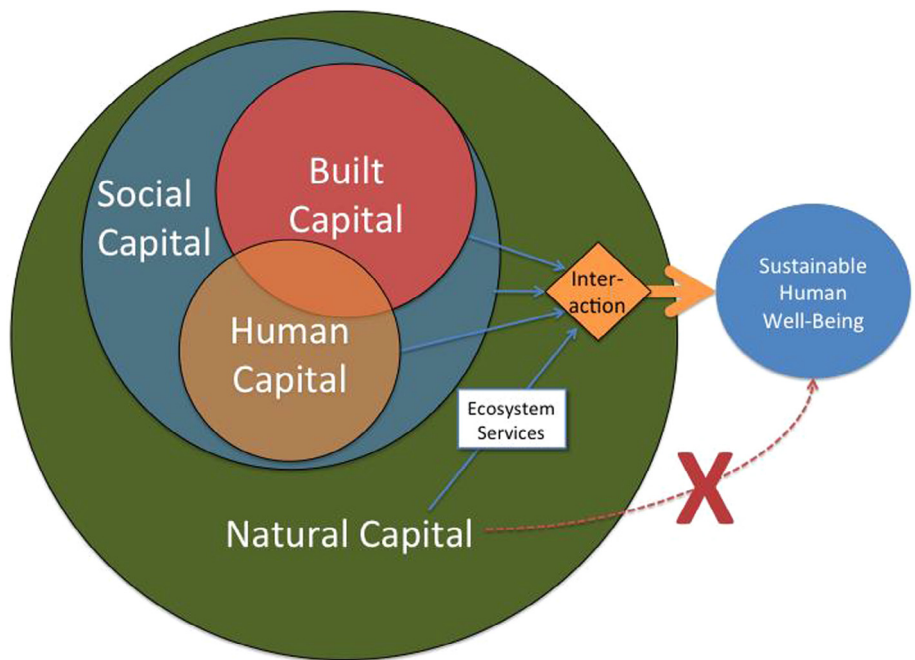 Built
Capital
Social
Capital
Human
Capital
Inter-
action
Sustainable
Human
Well-Being
Ecosystem
Services
Natural Capital
X